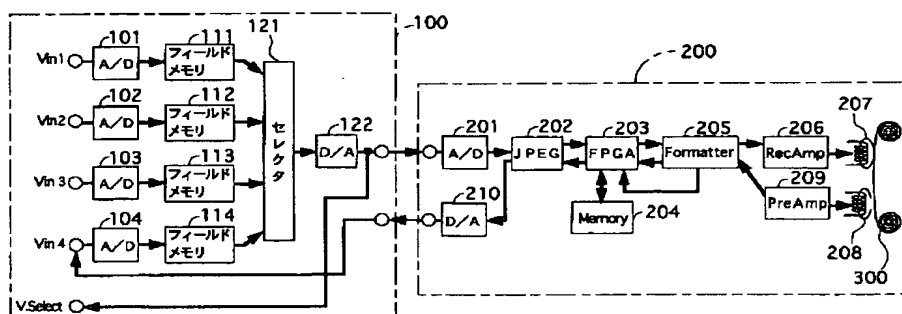 100
121
101
111
Vin1
A/D
フィールド
メモリ
102
112
Vin2
A/D
フィールド
メモリ
103
113
Vin 3
A/D
フィールド
メモリ
104
114
Vin 4
A/D
フィールド
メモリ
セレクタ
122
D/A
V.Select
200
201
A/D
202
JPEG
203
FPGA
205
Formatter
206
RecAmp
207
209
PreAmp
210
D/A
Memory
204
208
300